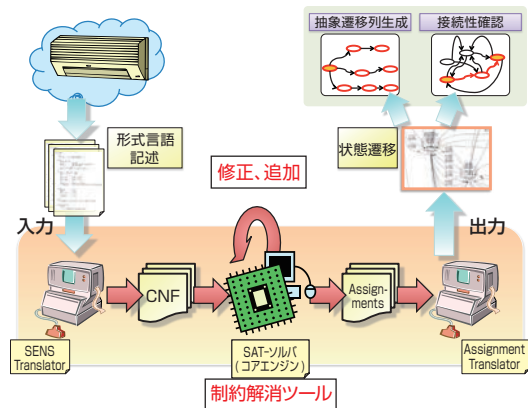 抽象遷移列生成
接続性確認
形式言語
記述
修正、追加
状態遷移
入力
出力
CNF
Assign-
ments
SENS
Translator
SAT-ソルバ
(コアエンジン)
Assignment
Translator
制約解消ツール